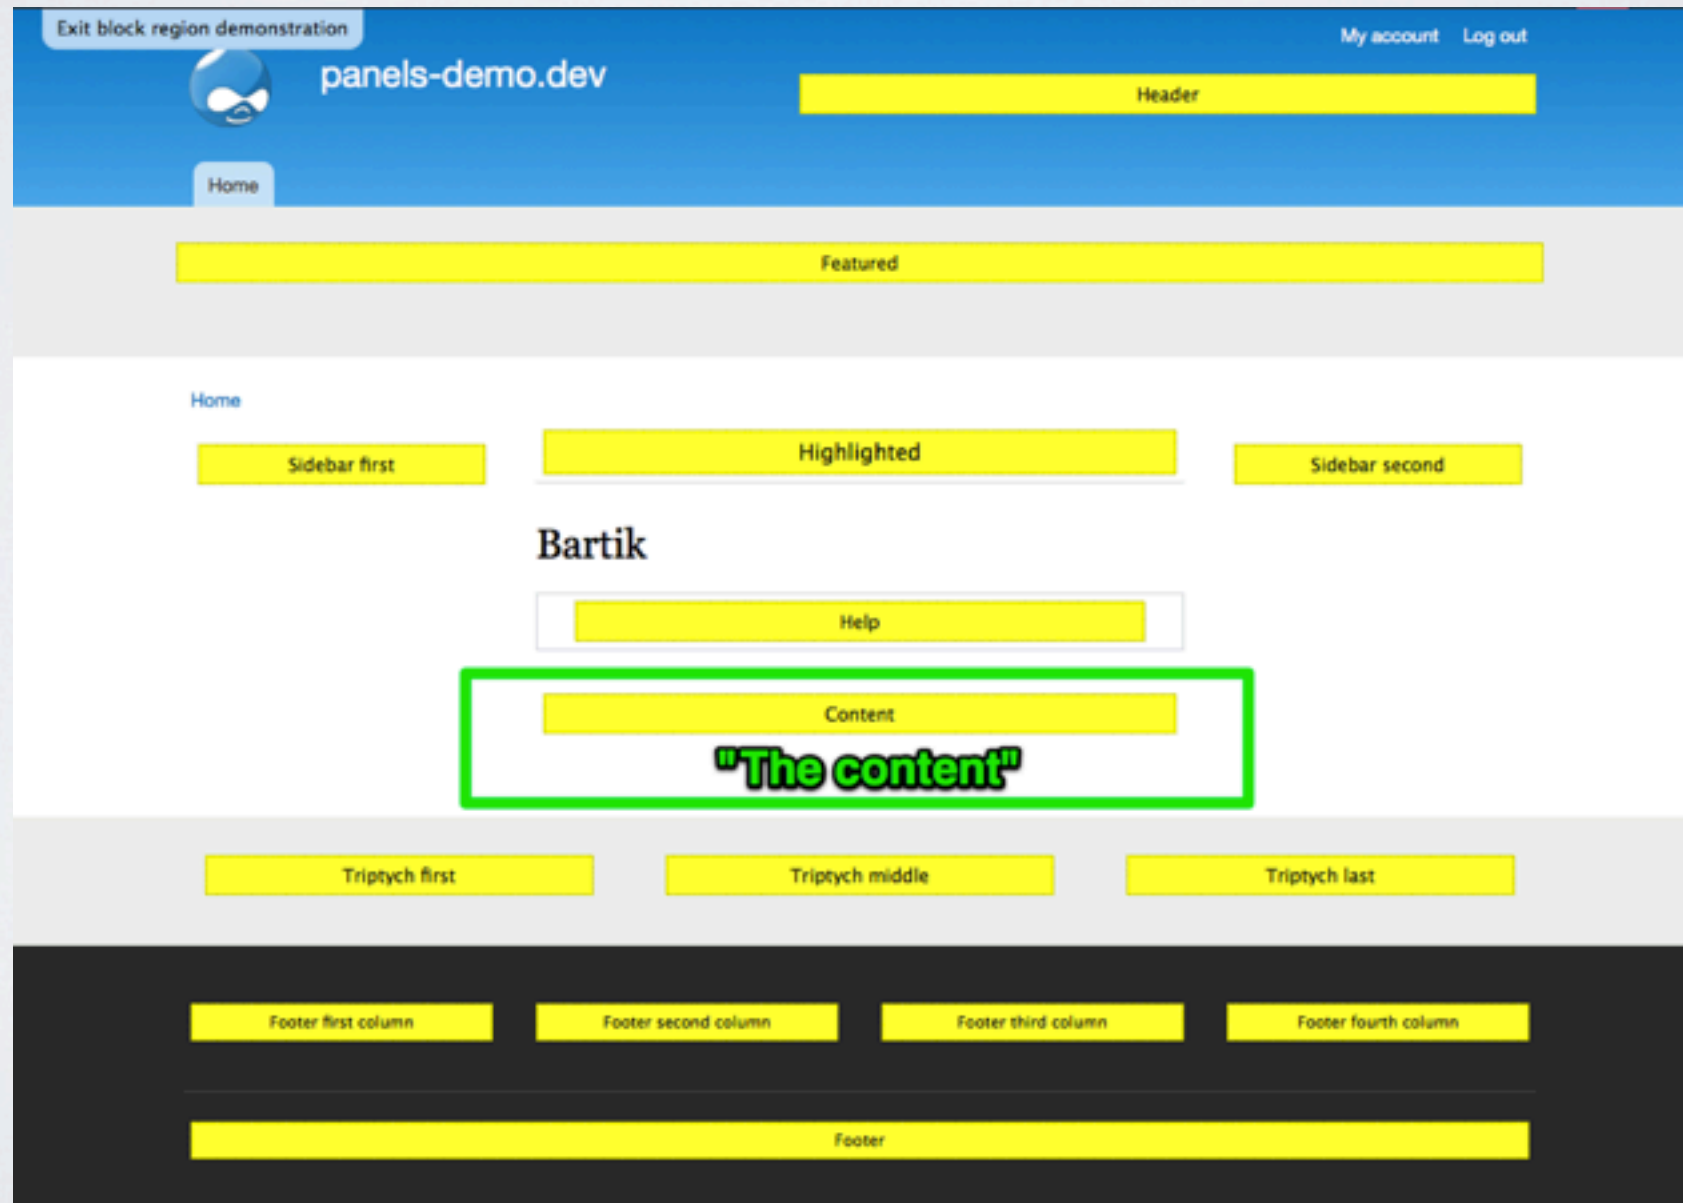 Exit block region demonstration
My account Log out
panels-demo.dev
Header
Home
Featured
Home
Sidebar first
Highlighted
Sidebar second
Bartik
Help
Content
"The content"
Triptych first
Triptych middle
Triptych last
Footer first column
Footer second column
Footer third column
Footer fourth column
Footer